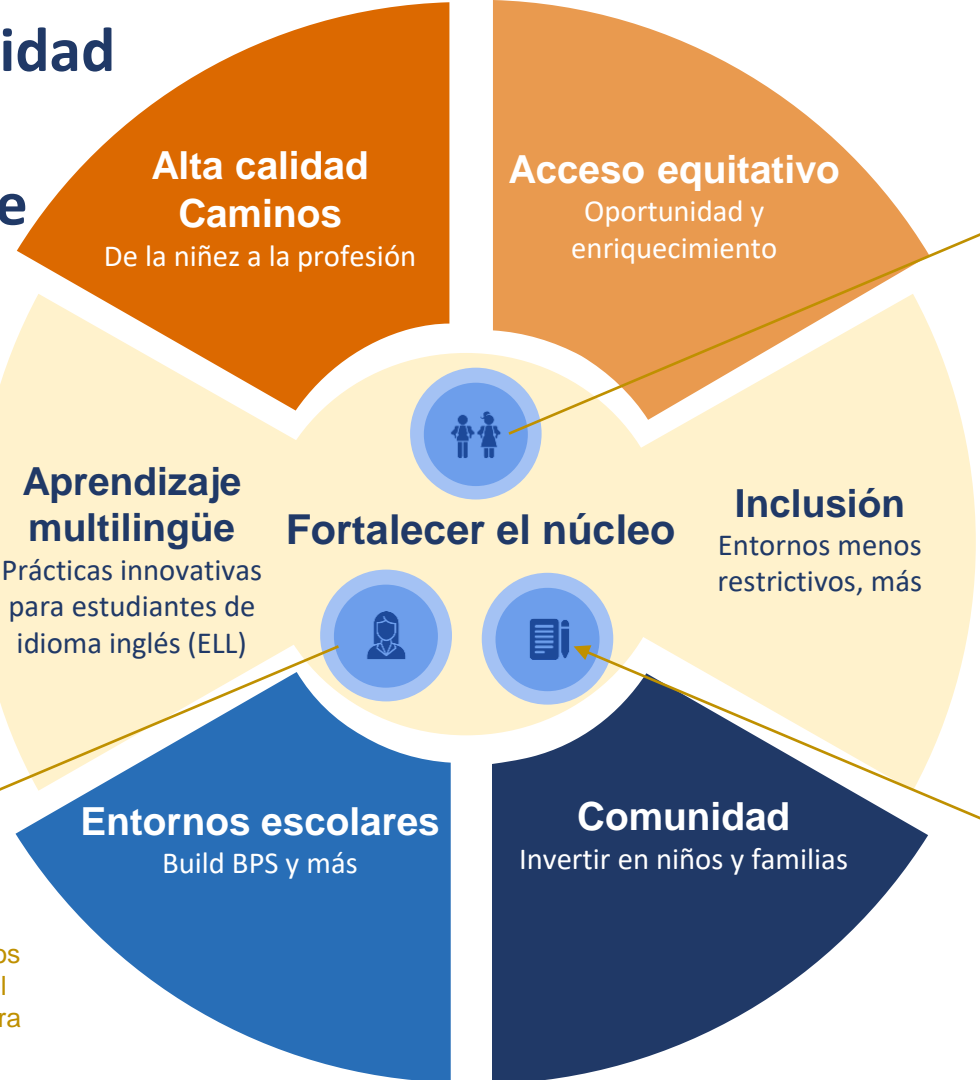 idad
e
Alta calidad
Caminos
De la niñez a la profesión
Acceso equitativo
Oportunidad y
enriquecimiento
Aprendizaje
multilingüe
Prácticas innovativas
para estudiantes de
idioma inglés (ELL)
Fortalecer el núcleo
Inclusión
Entornos menos
restrictivos, más
Entornos escolares
Build BPS y más
Comunidad
Invertir en niños y familias
os
l
ra